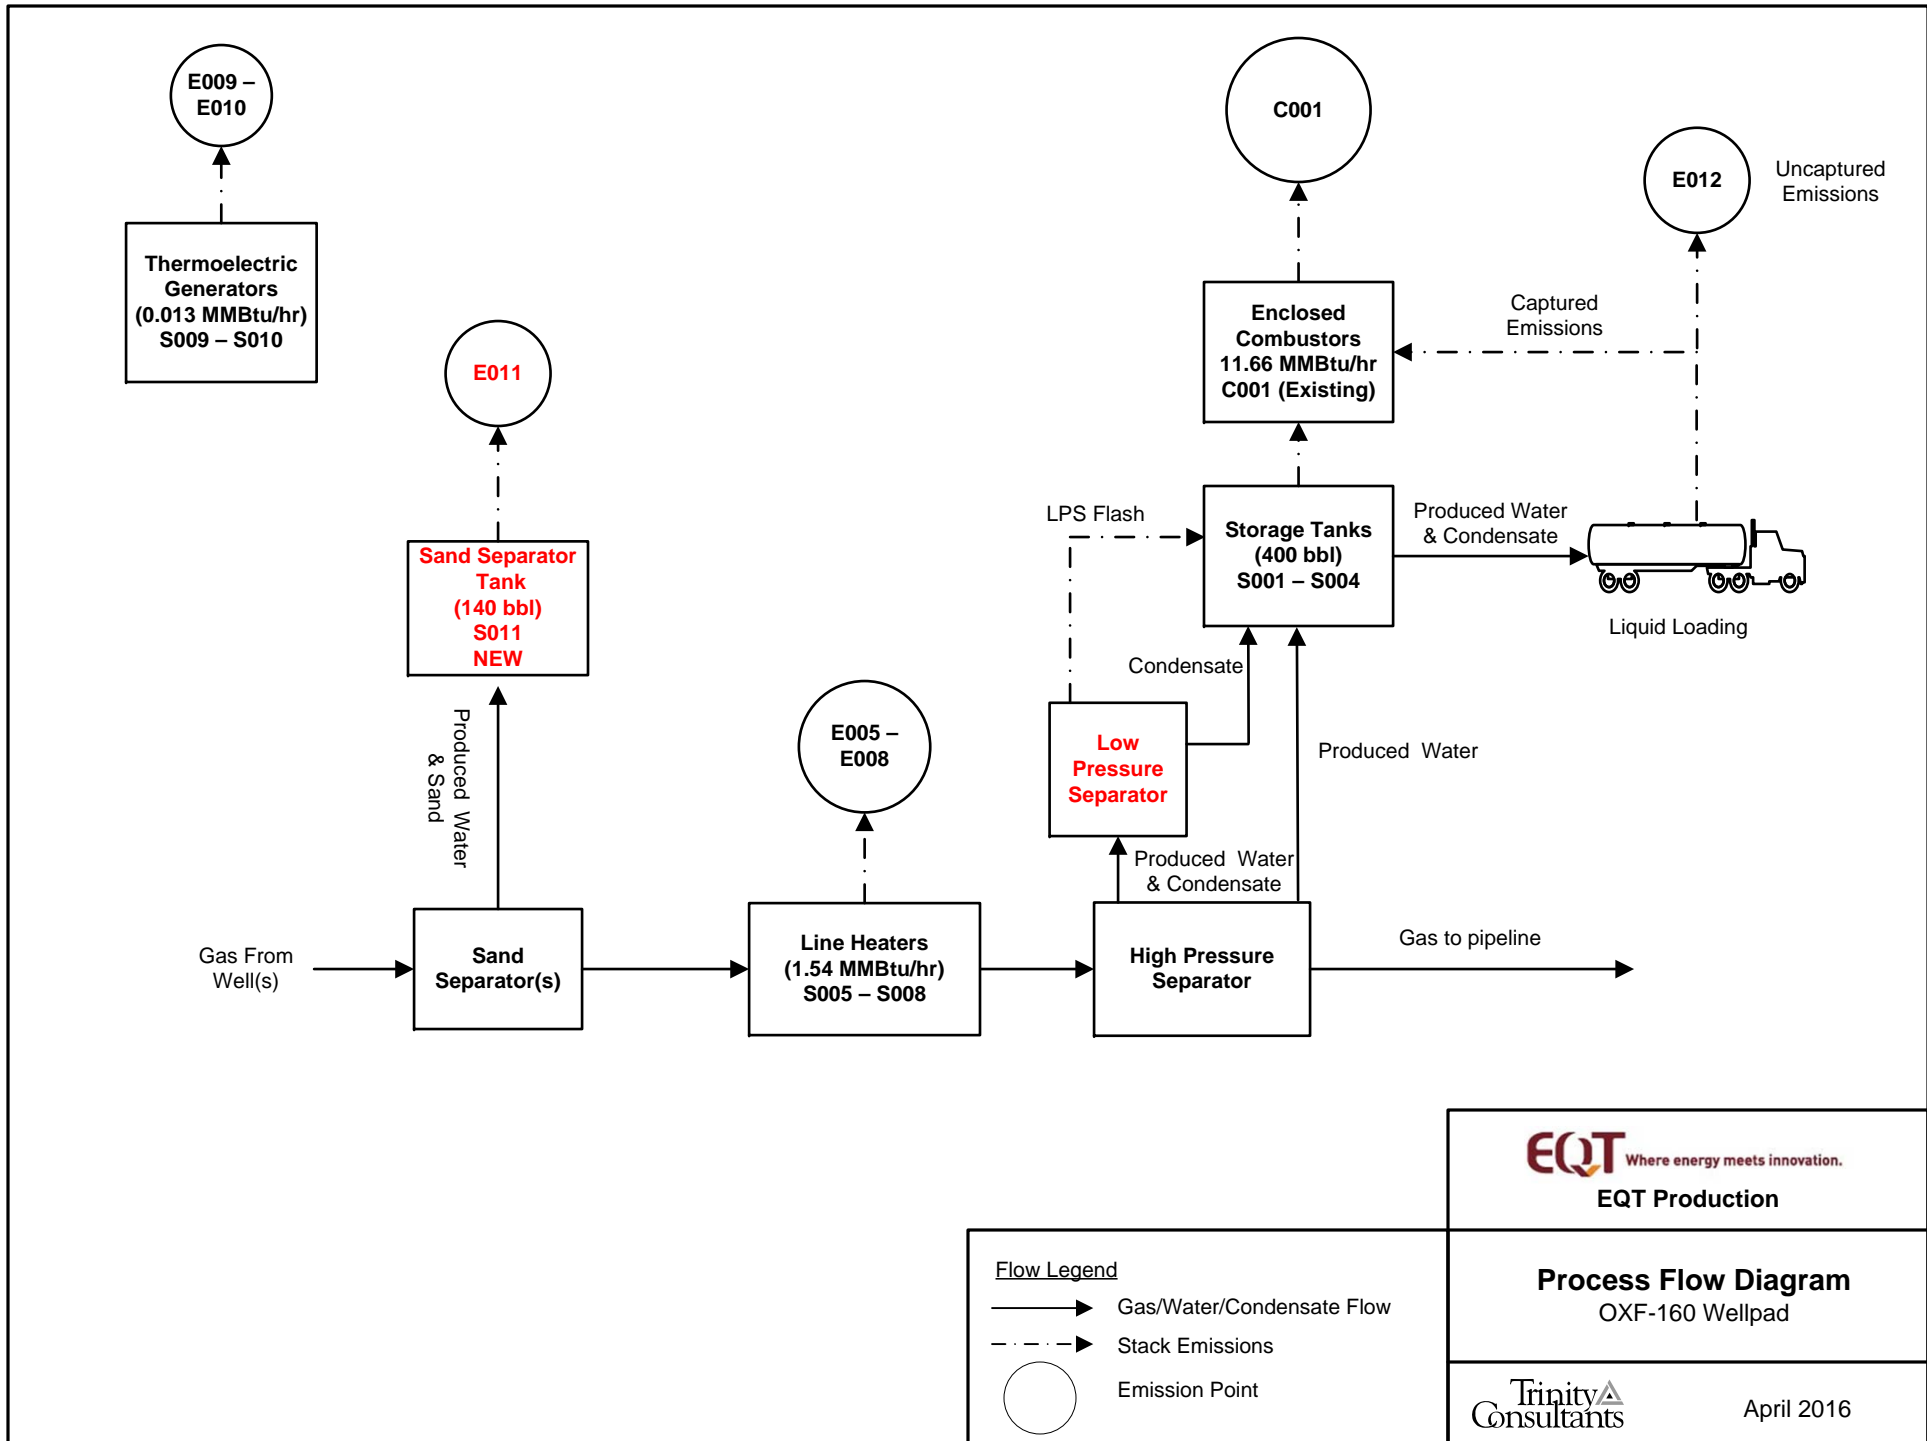 E009 –
E010
Thermoelectric
Generators
(0.013 MMBtu/hr)
S009 – S010
E011
Sand Separator
Tank
(140 bbl)
S011
NEW
Produced Water
& Sand
Gas From
Well(s)
Sand
Separator(s)
E005 –
E008
Line Heaters
(1.54 MMBtu/hr)
S005 – S008
C001
Enclosed
Combustors
11.66 MMBtu/hr
C001 (Existing)
Captured
Emissions
E012
Uncaptured
Emissions
LPS Flash
Storage Tanks
(400 bbl)
S001 – S004
Produced Water
& Condensate
Liquid Loading
Condensate
Low
Pressure
Separator
Produced Water
Produced Water
& Condensate
High Pressure
Separator
Gas to pipeline
Flow Legend
Gas/Water/Condensate Flow
Stack Emissions
Emission Point
EQT Where energy meets innovation.
EQT Production
Process Flow Diagram
OXF-160 Wellpad
Trinity
Consultants
April 2016